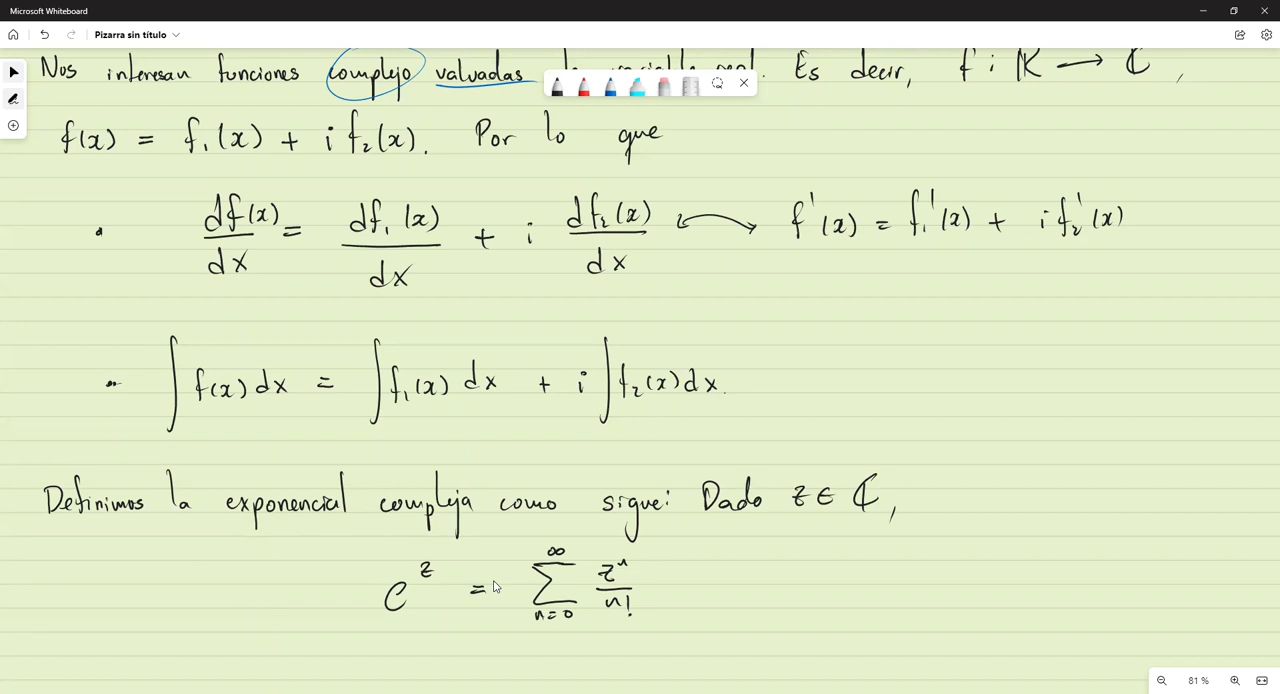 Microsoft Whiteboard
Pizarra sin título
Nos interesan funciones complejo valuadas real. Es decir, f : ℝ → ℂ,
f(x) = f₁(x) + i f₂(x). Por lo que
• df(x)/dx = df₁(x)/dx + i df₂(x)/dx ↔ f'(x) = f₁'(x) + i f₂'(x)
• ∫ f(x) dx = ∫ f₁(x) dx + i ∫ f₂(x) dx.
Definimos la exponencial compleja como sigue: Dado z ∈ ℂ,
e^z = ∑_{n=0}^{∞} z^n/n!
81 %